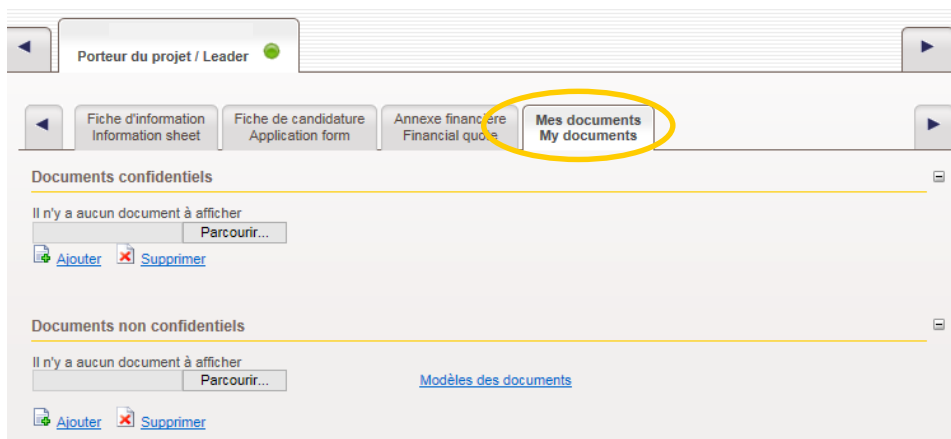 Porteur du projet / Leader
Fiche d'information
Information sheet
Fiche de candidature
Application form
Annexe financière
Financial quote
Mes documents
My documents
Documents confidentiels
Il n'y a aucun document à afficher
Parcourir...
Ajouter Supprimer
Documents non confidentiels
Il n'y a aucun document à afficher
Parcourir... Modèles des documents
Ajouter Supprimer